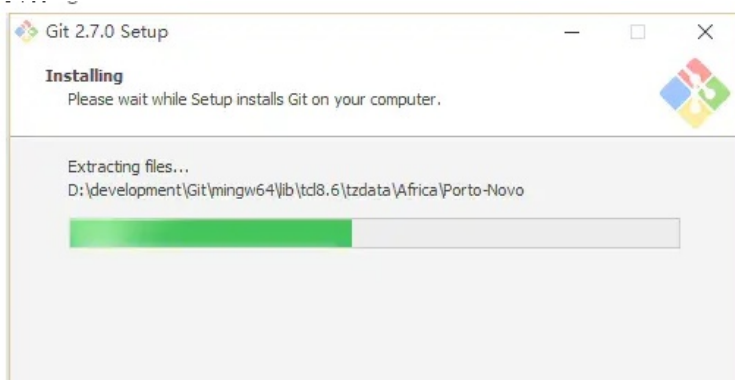 Git 2.7.0 Setup
Installing
Please wait while Setup installs Git on your computer.
Extracting files...
D:\development\Git\mingw64\lib\tcl8.6\tzdata\Africa\Porto-Novo